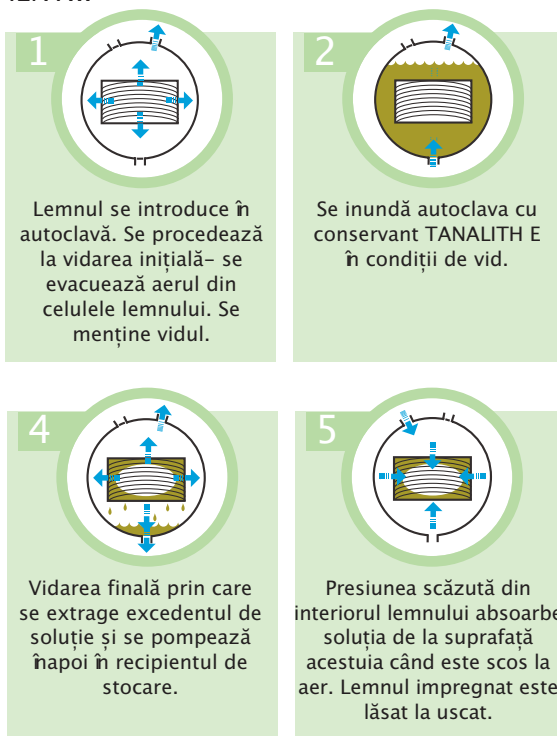 1
Lemnul se introduce în
autoclavă. Se procedează
la vidarea inițială– se
evacuează aerul din
celulele lemnului. Se
menține vidul.
2
Se inundă autoclava cu
conservant TANALITH E
în condiții de vid.
4
Vidarea finală prin care
se extrage excedentul de
soluție și se pompează
înapoi în recipientul de
stocare.
5
Presiunea scăzută din
interiorul lemnului absoarbe
soluția de la suprafață
acestuia când este scos la
aer. Lemnul impregnat este
lăsat la uscat.